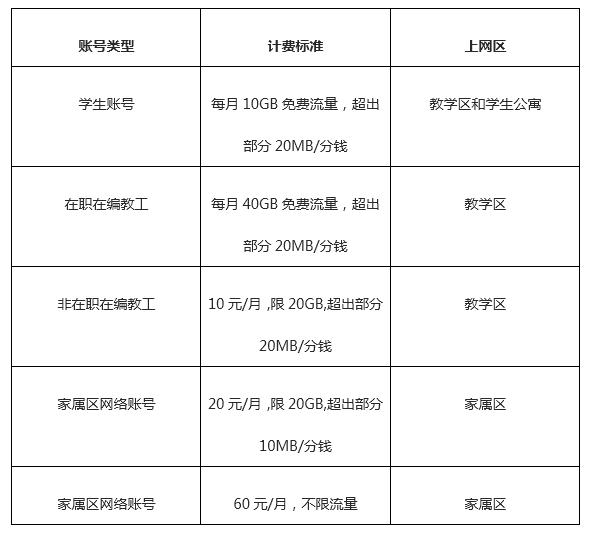 账号类型 计费标准 上网区
学生账号 每月 10GB 免费流量，超出 教学区和学生公寓
部分 20MB/分钱
在职在编教工 每月 40GB 免费流量，超出 教学区
部分 20MB/分钱
非在职在编教工 10 元/月 ,限 20GB,超出部分 教学区
20MB/分钱
家属区网络账号 20 元/月 ,限 20GB,超出部分 家属区
10MB/分钱
家属区网络账号 60 元/月，不限流量 家属区